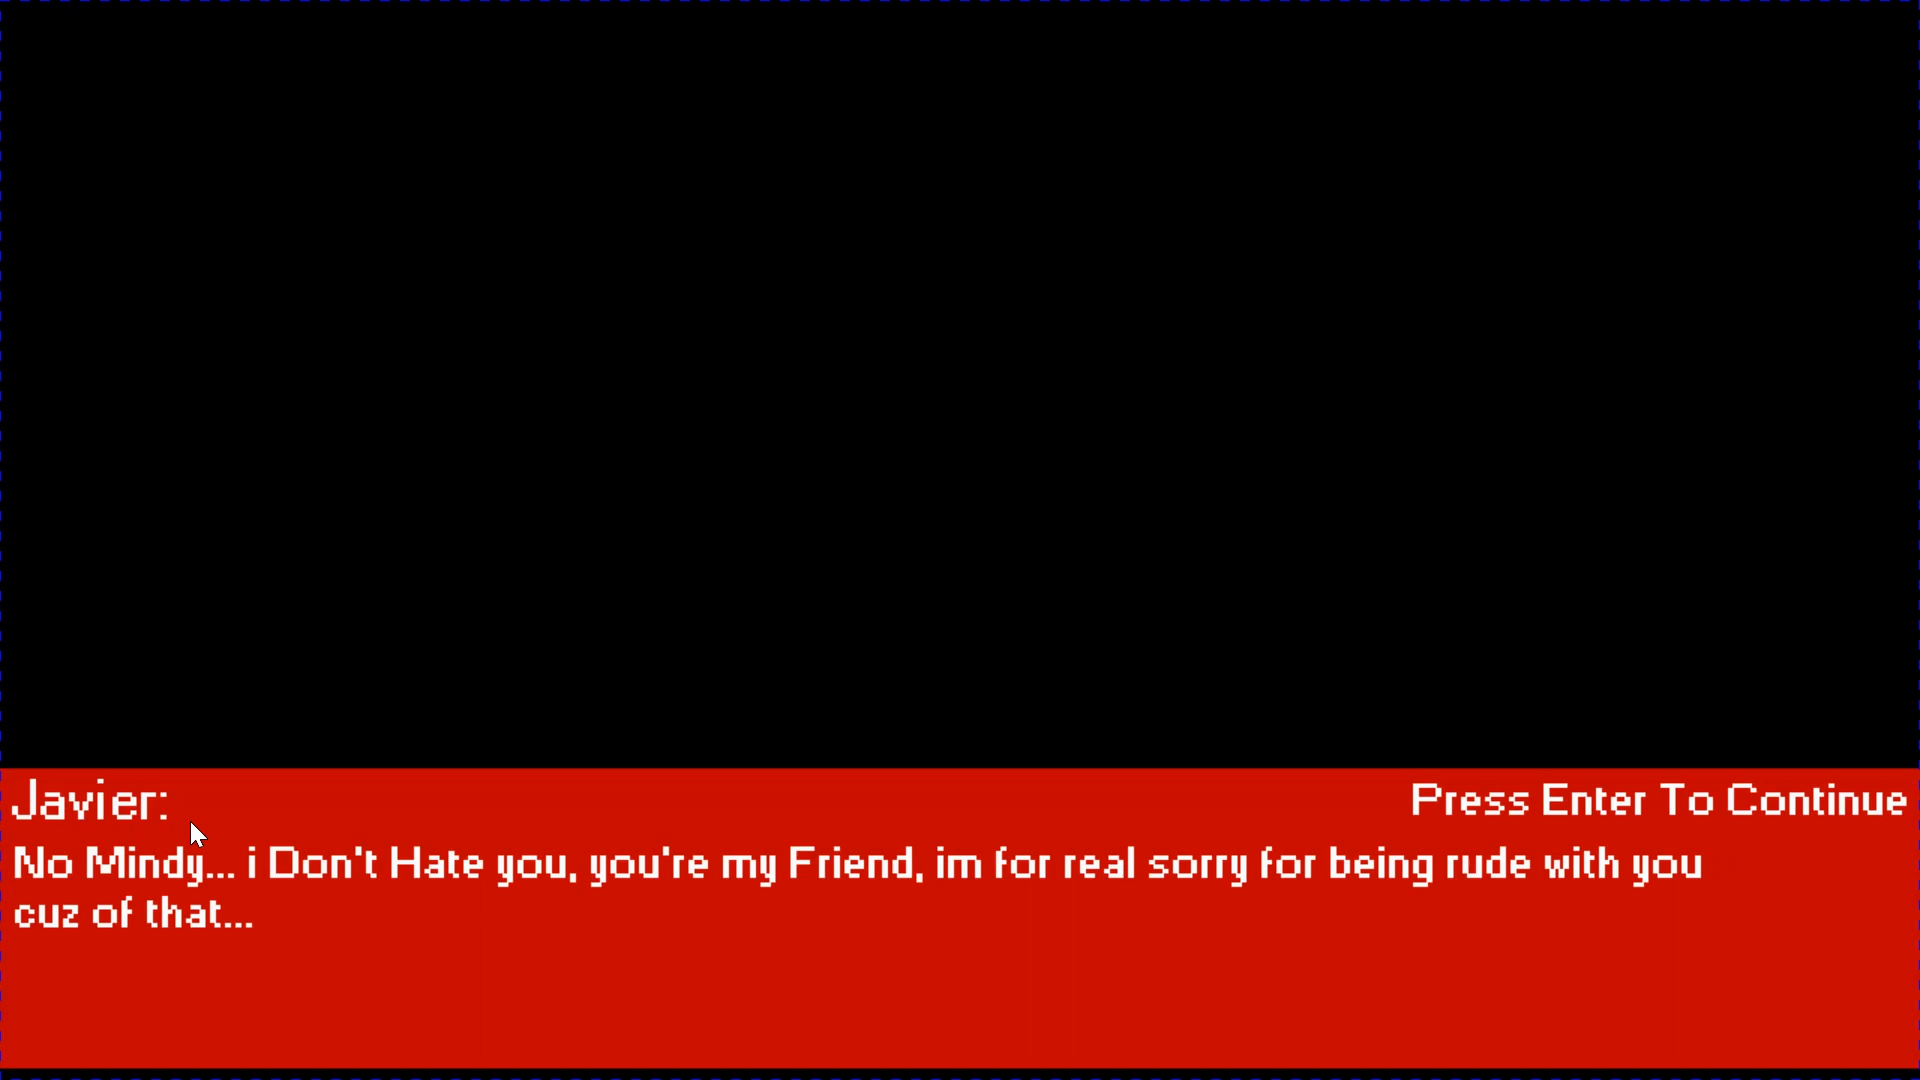 Javier:
Press Enter To Continue
No Mindy... i Don't Hate you, you're my Friend, im for real sorry for being rude with you
cuz of that...